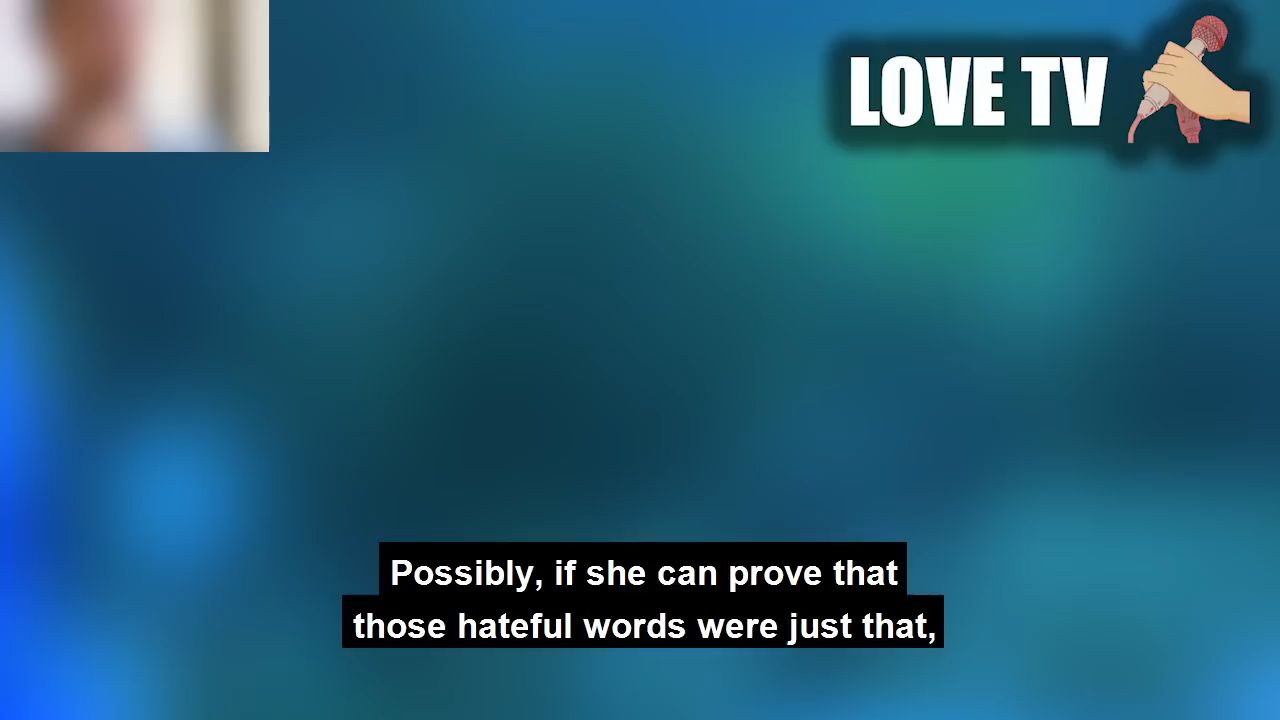 LOVE TV
Possibly, if she can prove that
those hateful words were just that,